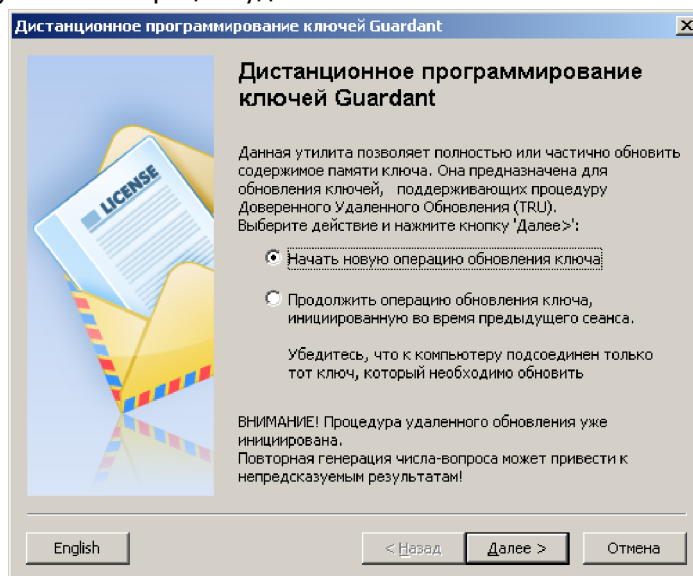 Дистанционное программирование ключей Guardant
Дистанционное программирование
ключей Guardant
LICENSE
Данная утилита позволяет полностью или частично обновить
содержимое памяти ключа. Она предназначена для
обновления ключей, поддерживающих процедуру
Доверенного Удаленного Обновления (TRU).
Выберите действие и нажмите кнопку 'Далее>':
Начать новую операцию обновления ключа
Продолжить операцию обновления ключа,
инициированную во время предыдущего сеанса.
Убедитесь, что к компьютеру подсоединен только
тот ключ, который необходимо обновить
ВНИМАНИЕ! Процедура удаленного обновления уже
инициирована.
Повторная генерация числа-вопроса может привести к
непредсказуемым результатам!
English
< Назад
Далее >
Отмена